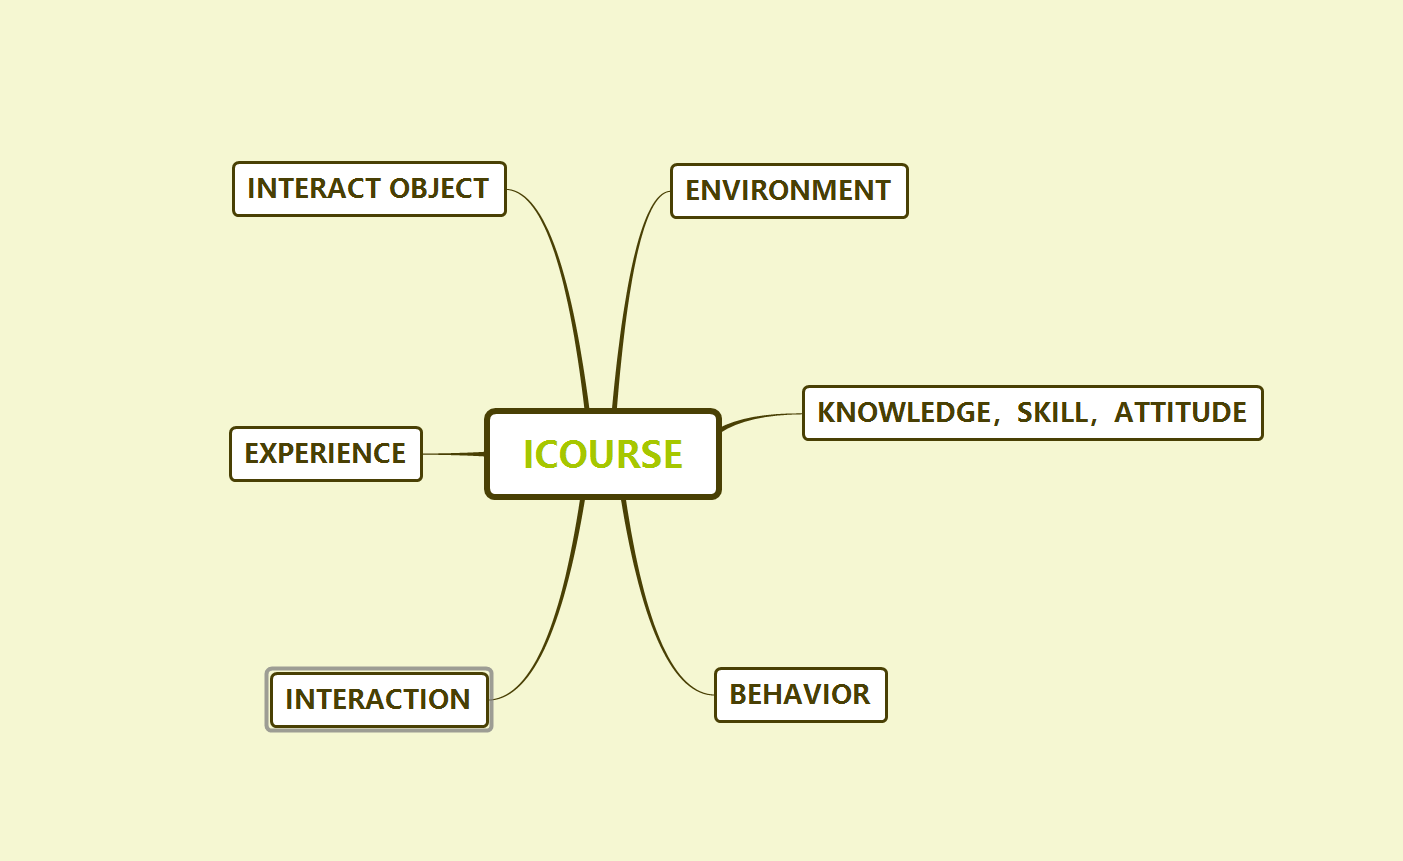 INTERACT OBJECT
ENVIRONMENT
KNOWLEDGE，SKILL，ATTITUDE
EXPERIENCE
ICOURSE
INTERACTION
BEHAVIOR